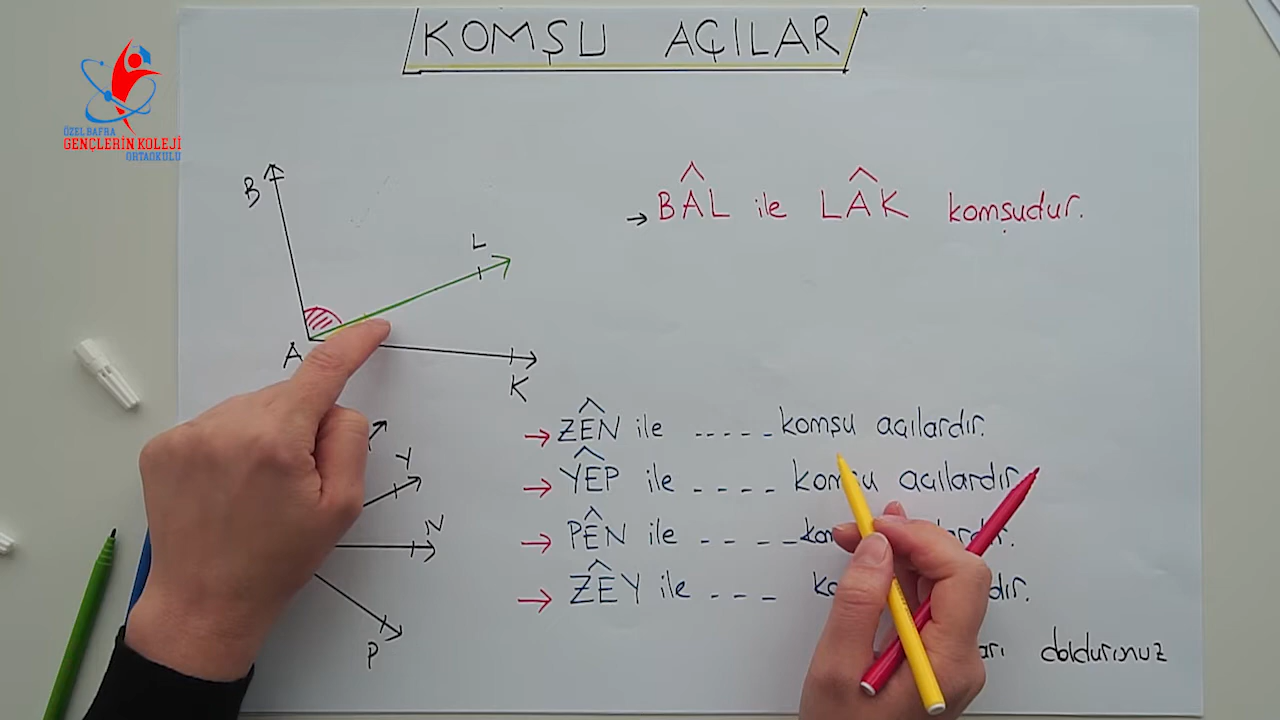 KOMŞU AÇILAR
ÖZEL BAFRA
GENÇLERİN KOLEJİ
ORTAOKULU
B
L
A
K
BÂL ile LÂK komşudur.
ZÊN ile ..... komşu açılardır.
YÊP ile .... komşu açılardır
PÊN ile ....
ZÊY ile ...
Y
N
P
doldurunuz